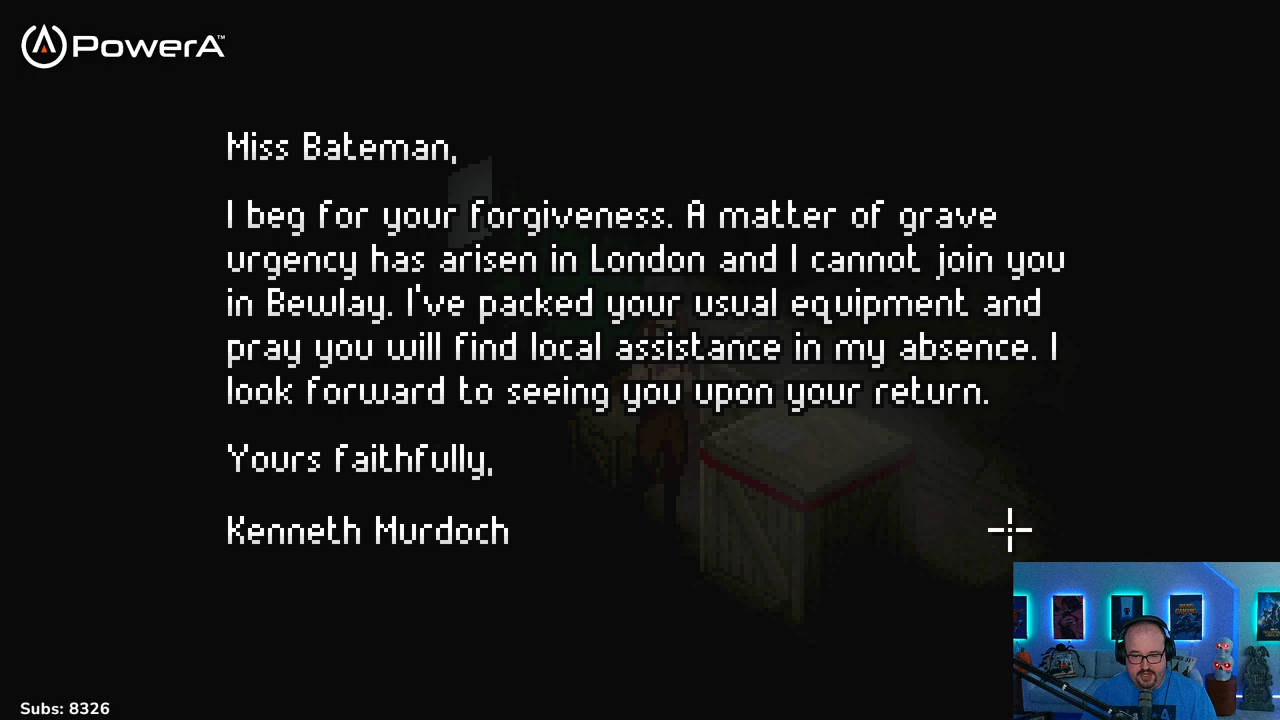 PowerA™
Miss Bateman,
I beg for your forgiveness. A matter of grave
urgency has arisen in London and I cannot join you
in Bewlay. I've packed your usual equipment and
pray you will find local assistance in my absence. I
look forward to seeing you upon your return.
Yours faithfully,
Kenneth Murdoch
Subs: 8326